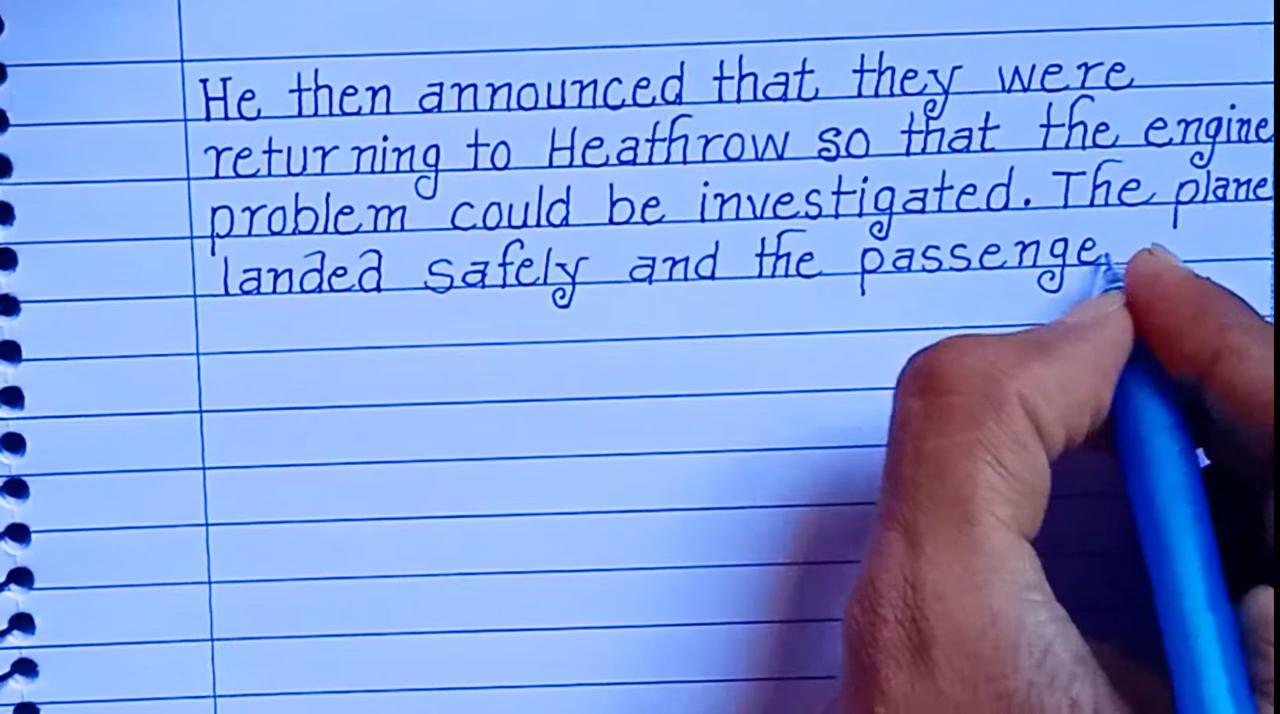 He then announced that they were
returning to Heathrow so that the engine
problem could be investigated. The plane
landed safely and the passenge